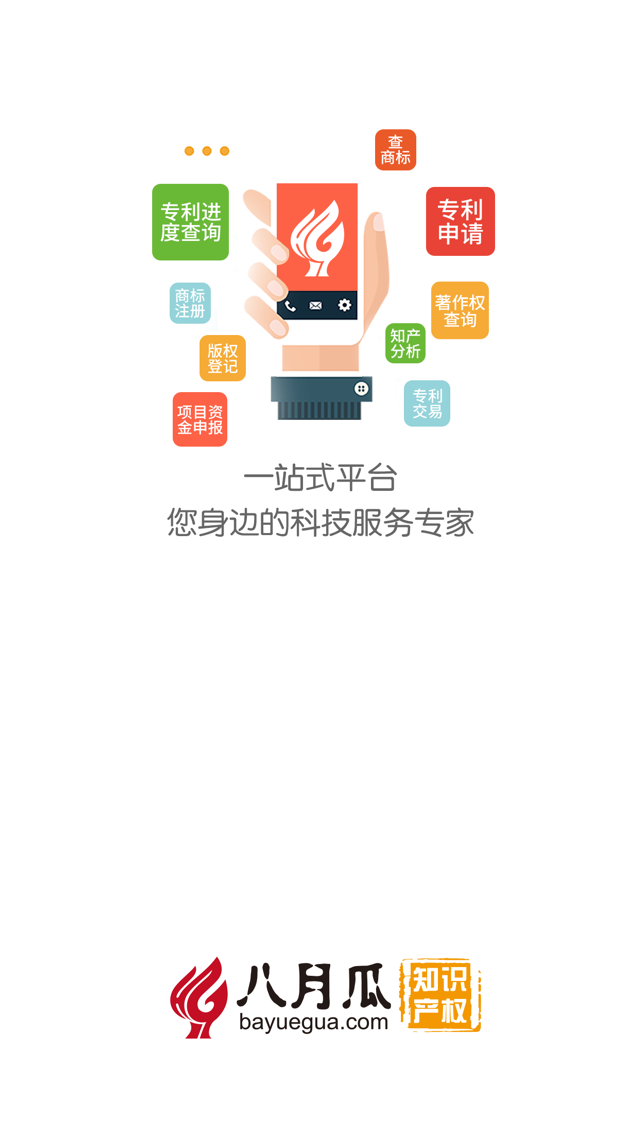 查
商标
专利进
度查询
专利
申请
商标
注册
著作权
查询
知产
分析
版权
登记
专利
交易
项目资
金申报
一站式平台
您身边的科技服务专家
八月瓜
bayuegua.com
知识
产权